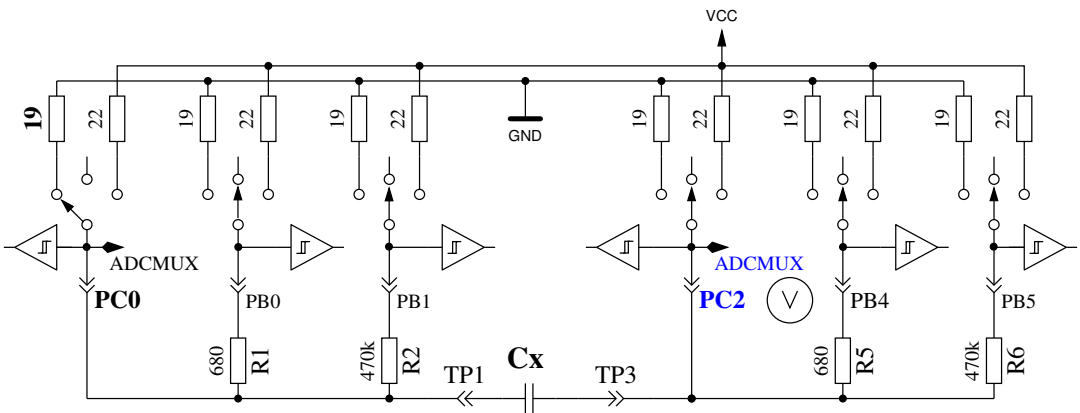 VCC
19 22 19 22 19 22 19 22 19 22 19 22
GND
ADCMUX ADCMUX
PC0 PB0 PB1 PC2 V PB4 PB5
680 R1 470k R2 680 R5 470k R6
TP1 Cx TP3